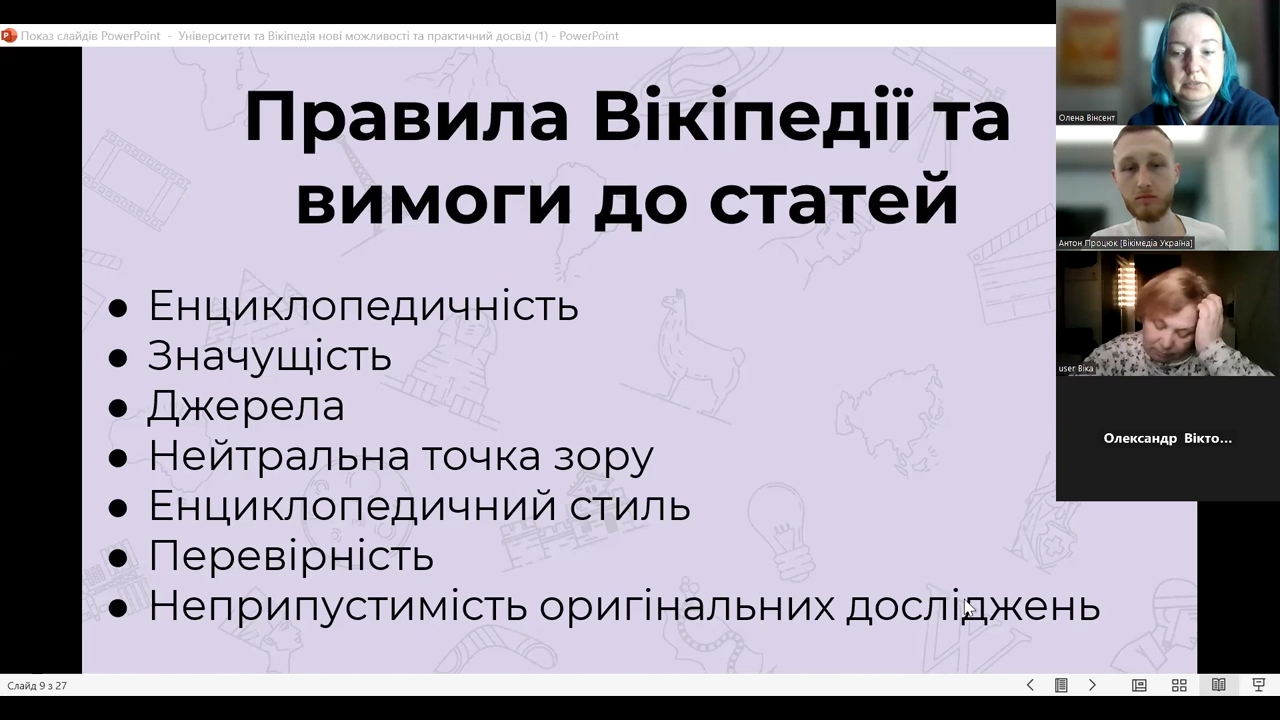 Показ слайдів PowerPoint - Університети та Вікіпедія нові можливості та практичний досвід (1) - PowerPoint
Правила Вікіпедії та
вимоги до статей
● Енциклопедичність
● Значущість
● Джерела
● Нейтральна точка зору
● Енциклопедичний стиль
● Перевірність
● Неприпустимість оригінальних досліджень
Олена Вінсент
Антон Процюк [Вікімедіа Україна]
user Віка
Олександр Вікто...
Слайд 9 з 27